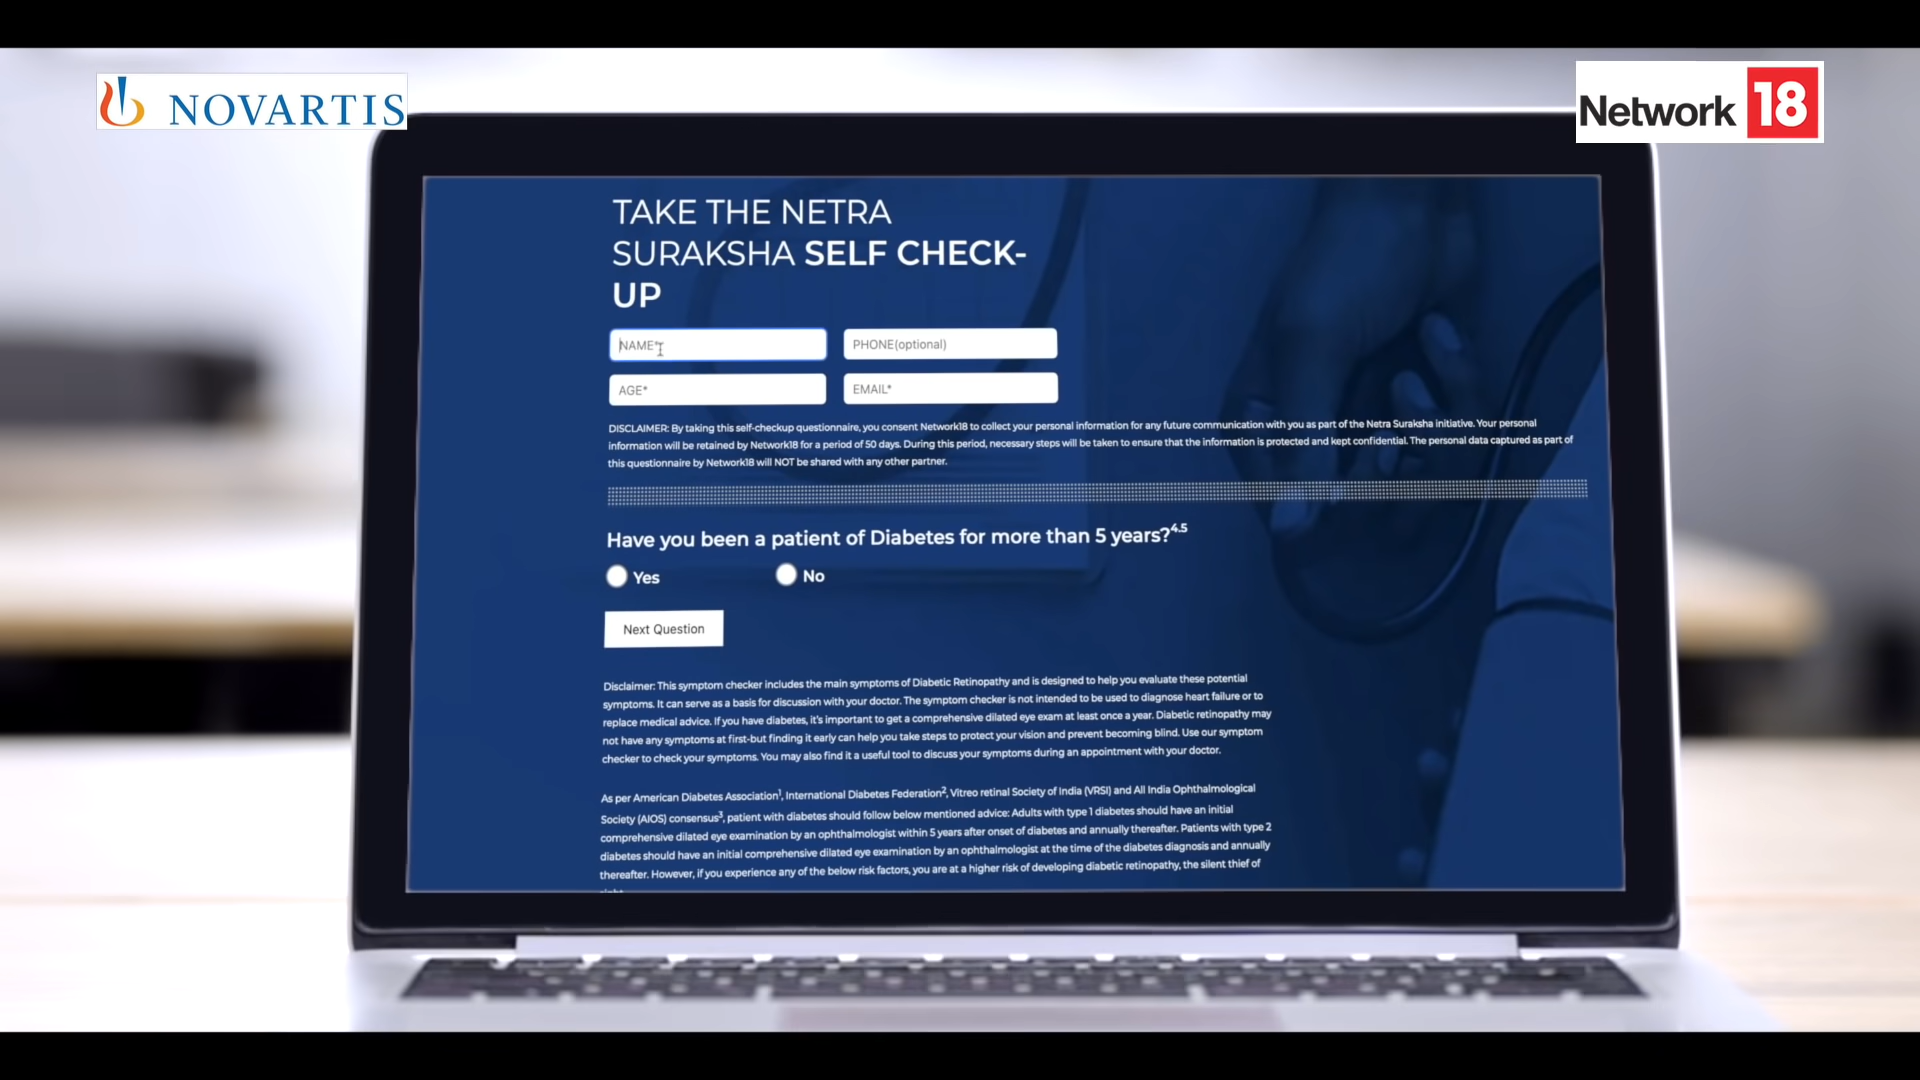 NOVARTIS
Network 18
TAKE THE NETRA
SURAKSHA SELF CHECK-
UP
NAME*
PHONE(optional)
AGE*
EMAIL*
DISCLAIMER: By taking this self-checkup questionnaire, you consent Network18 to collect your personal information for any future communication with you as part of the Netra Suraksha initiative. Your personal
information will be retained by Network18 for a period of 50 days. During this period, necessary steps will be taken to ensure that the information is protected and kept confidential. The personal data captured as part of
this questionnaire by Network18 will NOT be shared with any other partner.
Have you been a patient of Diabetes for more than 5 years?4.5
Yes
No
Next Question
Disclaimer: This symptom checker includes the main symptoms of Diabetic Retinopathy and is designed to help you evaluate these potential
symptoms. It can serve as a basis for discussion with your doctor. The symptom checker is not intended to be used to diagnose heart failure or to
replace medical advice. If you have diabetes, it's important to get a comprehensive dilated eye exam at least once a year. Diabetic retinopathy may
not have any symptoms at first-but finding it early can help you take steps to protect your vision and prevent becoming blind. Use our symptom
checker to check your symptoms. You may also find it a useful tool to discuss your symptoms during an appointment with your doctor.
As per American Diabetes Association1, International Diabetes Federation2, Vitreo retinal Society of India (VRSI) and All India Ophthalmological
Society (AIOS) consensus3, patient with diabetes should follow below mentioned advice: Adults with type 1 diabetes should have an initial
comprehensive dilated eye examination by an ophthalmologist within 5 years after onset of diabetes and annually thereafter. Patients with type 2
diabetes should have an initial comprehensive dilated eye examination by an ophthalmologist at the time of the diabetes diagnosis and annually
thereafter. However, if you experience any of the below risk factors, you are at a higher risk of developing diabetic retinopathy, the silent thief of